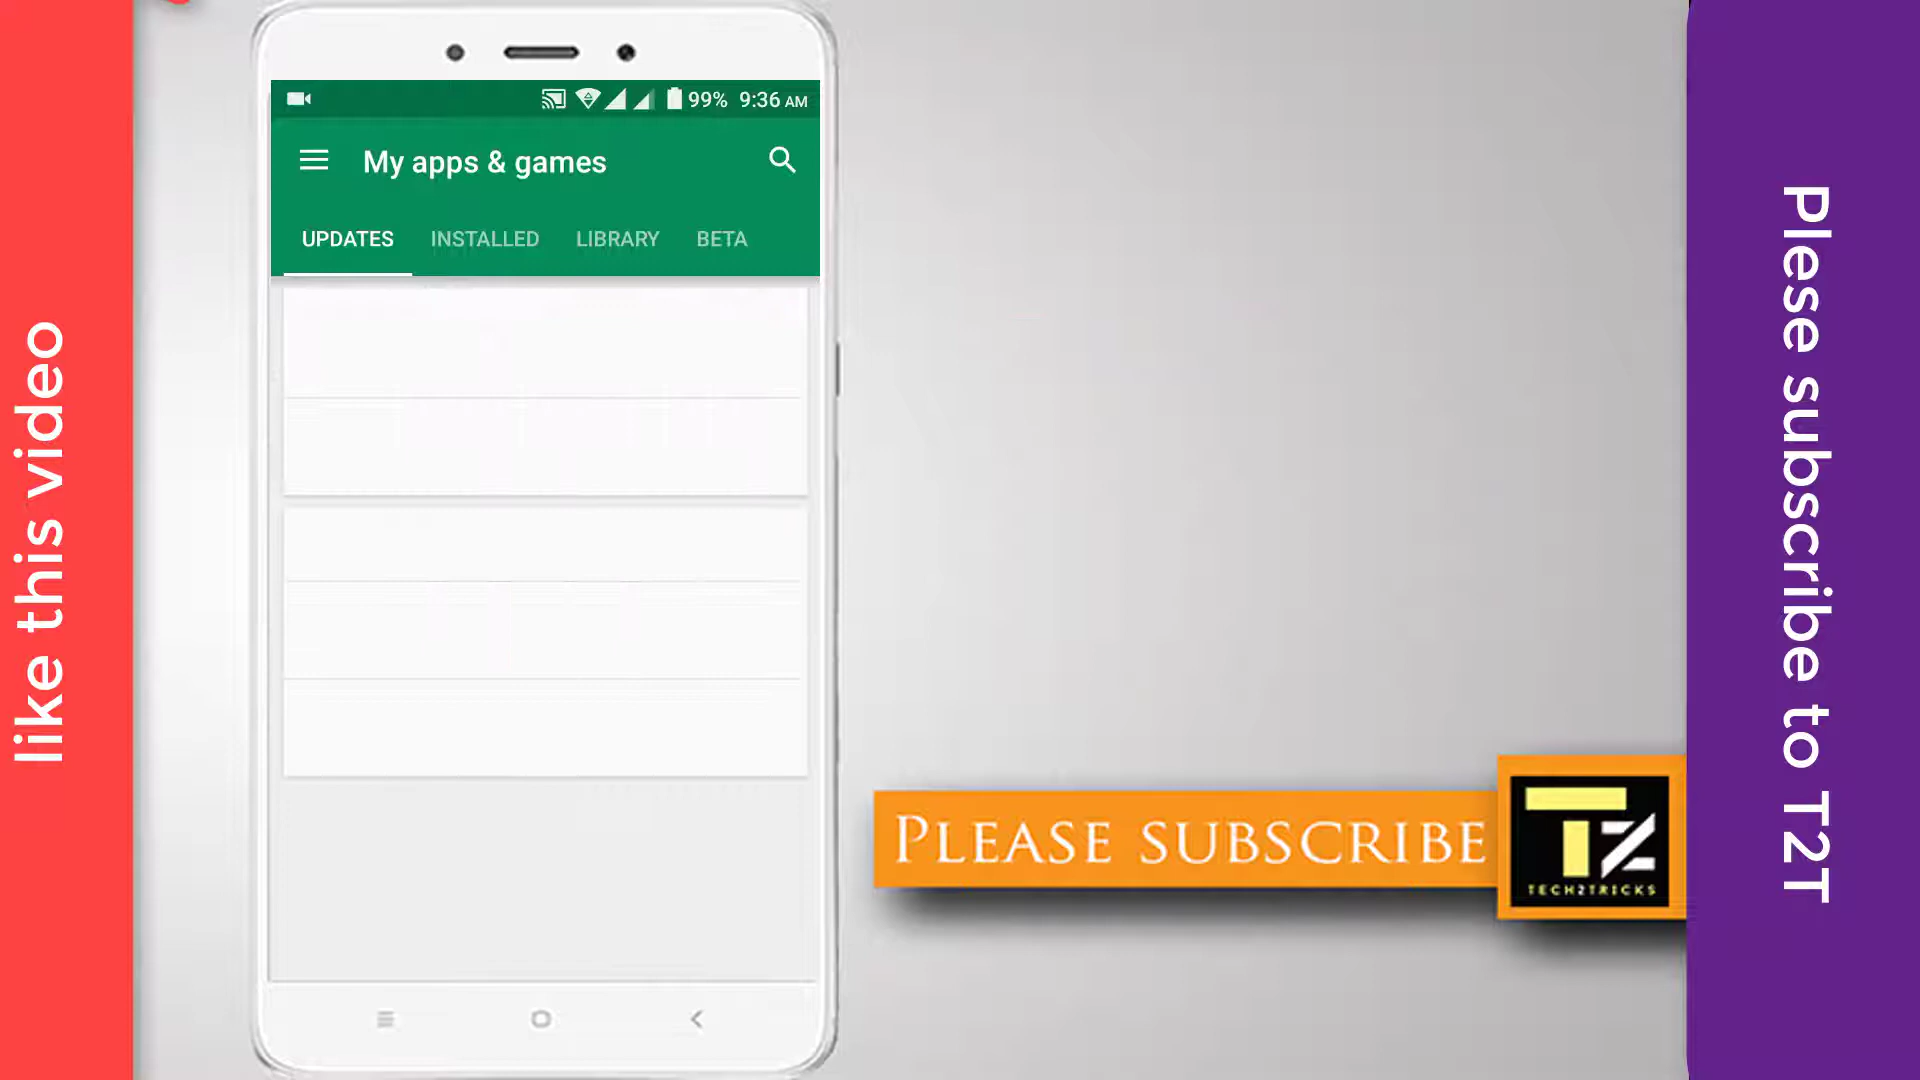 like this video
99% 9:36 AM
My apps & games
UPDATES INSTALLED LIBRARY BETA
PLEASE SUBSCRIBE
TZ
TECH2TRICKS
Plese subscribe to T2T